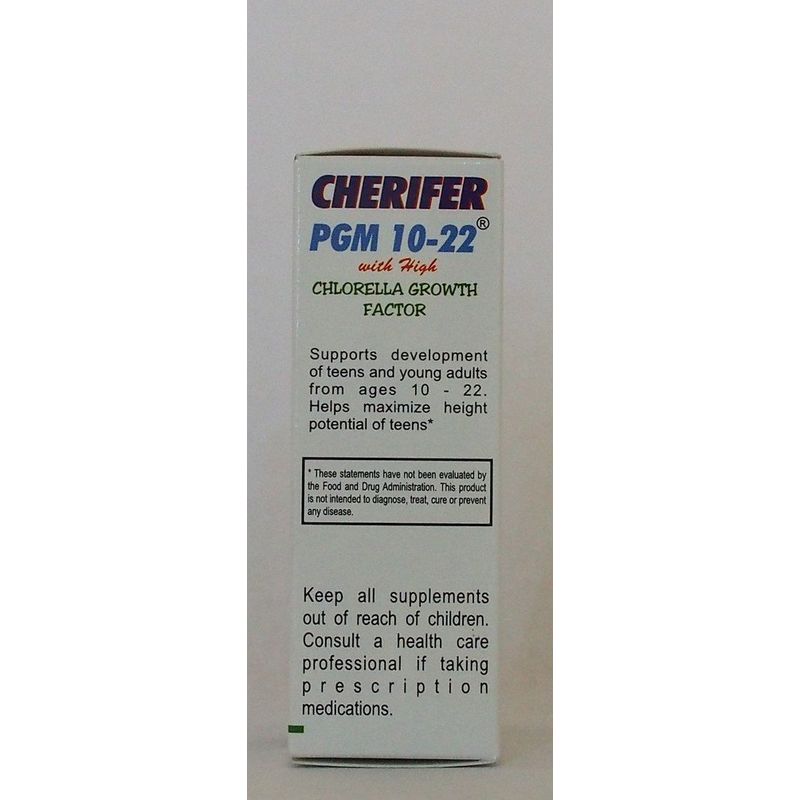 CHERIFER
PGM 10-22®
with High
CHLORELLA GROWTH
FACTOR
Supports development
of teens and young adults
from ages 10 - 22.
Helps maximize height
potential of teens*
* These statements have not been evaluated by
the Food and Drug Administration. This product
is not intended to diagnose, treat, cure or prevent
any disease.
Keep all supplements
out of reach of children.
Consult a health care
professional if taking
prescription
medications.